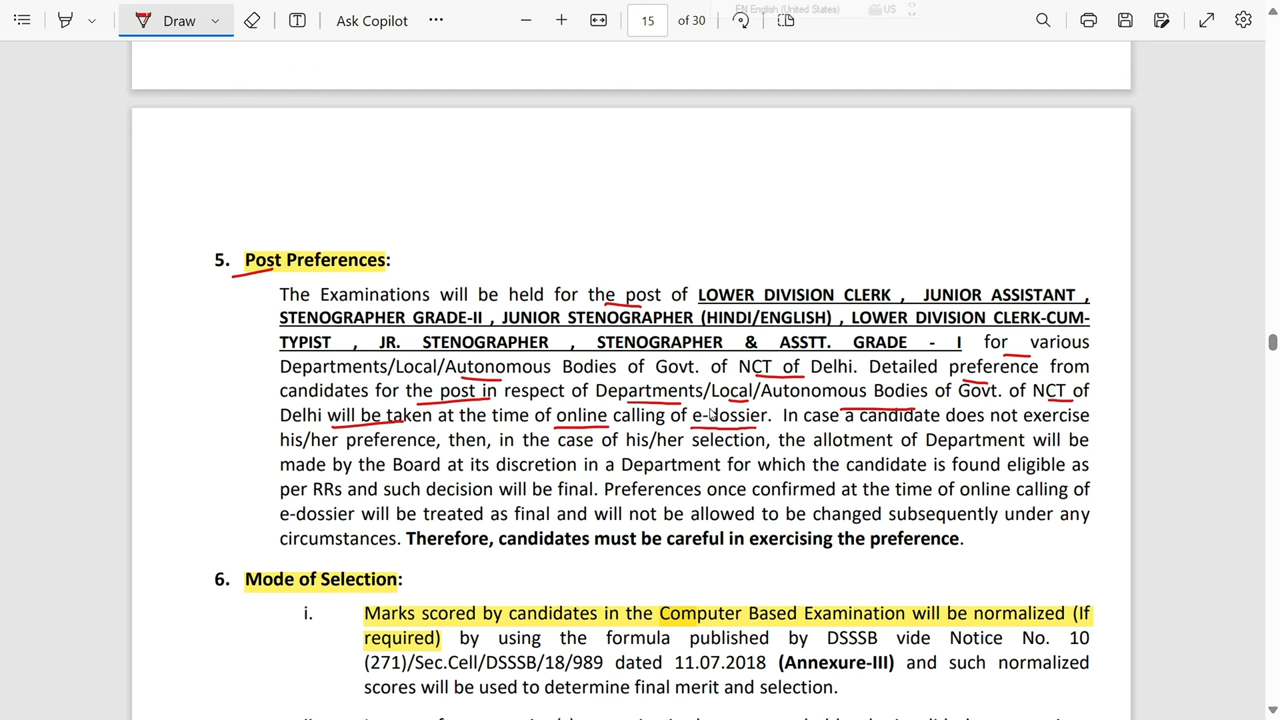 EN English (United States) US
Draw Ask Copilot 15 of 30
5. Post Preferences:
The Examinations will be held for the post of LOWER DIVISION CLERK , JUNIOR ASSISTANT ,
STENOGRAPHER GRADE-II , JUNIOR STENOGRAPHER (HINDI/ENGLISH) , LOWER DIVISION CLERK-CUM-
TYPIST , JR. STENOGRAPHER , STENOGRAPHER & ASSTT. GRADE - I for various
Departments/Local/Autonomous Bodies of Govt. of NCT of Delhi. Detailed preference from
candidates for the post in respect of Departments/Local/Autonomous Bodies of Govt. of NCT of
Delhi will be taken at the time of online calling of e-dossier. In case a candidate does not exercise
his/her preference, then, in the case of his/her selection, the allotment of Department will be
made by the Board at its discretion in a Department for which the candidate is found eligible as
per RRs and such decision will be final. Preferences once confirmed at the time of online calling of
e-dossier will be treated as final and will not be allowed to be changed subsequently under any
circumstances. Therefore, candidates must be careful in exercising the preference.
6. Mode of Selection:
i. Marks scored by candidates in the Computer Based Examination will be normalized (If
required) by using the formula published by DSSSB vide Notice No. 10
(271)/Sec.Cell/DSSSB/18/989 dated 11.07.2018 (Annexure-III) and such normalized
scores will be used to determine final merit and selection.